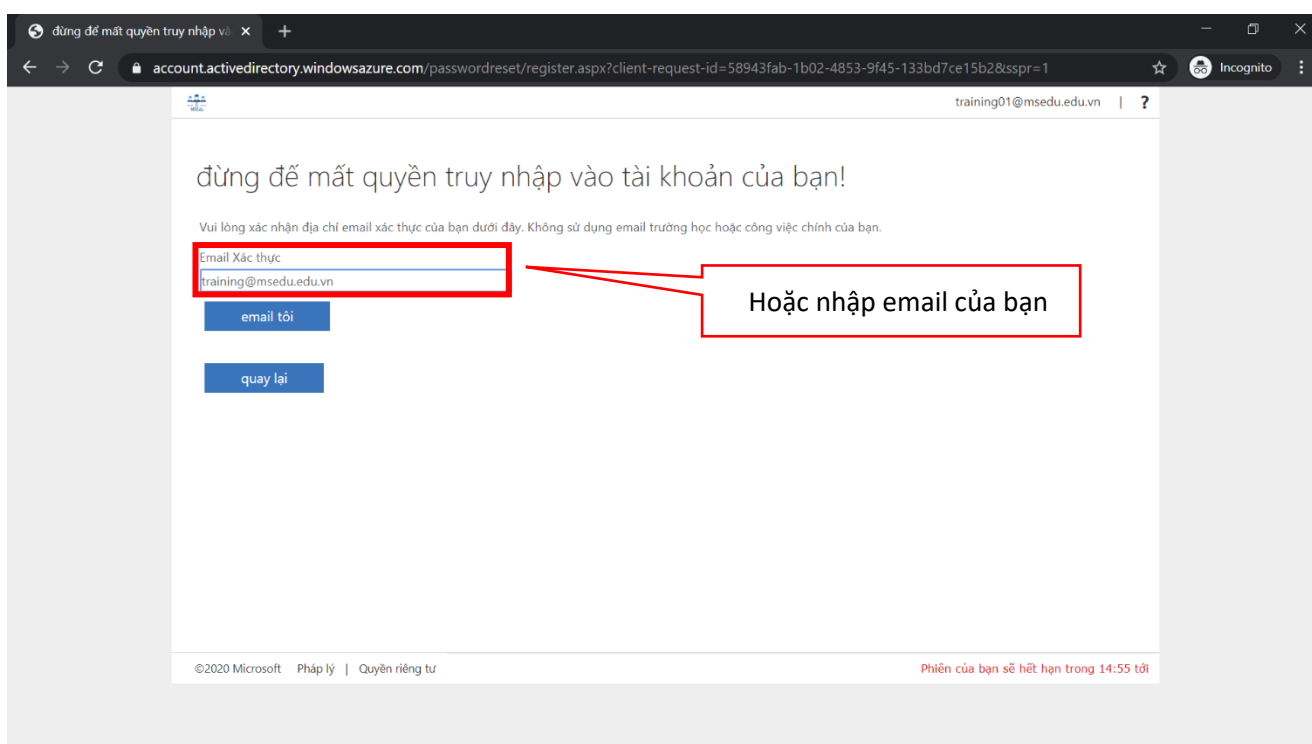 đừng để mất quyền truy nhập và
Incognito
account.activedirectory.windowsazure.com/passwordreset/register.aspx?client-request-id=58943fab-1b02-4853-9f45-133bd7ce15b2&sspr=1
training01@msedu.edu.vn | ?
đừng để mất quyền truy nhập vào tài khoản của bạn!
Vui lòng xác nhận địa chỉ email xác thực của bạn dưới đây. Không sử dụng email trường học hoặc công việc chính của bạn.
Email Xác thực
training@msedu.edu.vn
Hoặc nhập email của bạn
email tôi
quay lại
©2020 Microsoft Pháp lý | Quyền riêng tư
Phiên của bạn sẽ hết hạn trong 14:55 tới